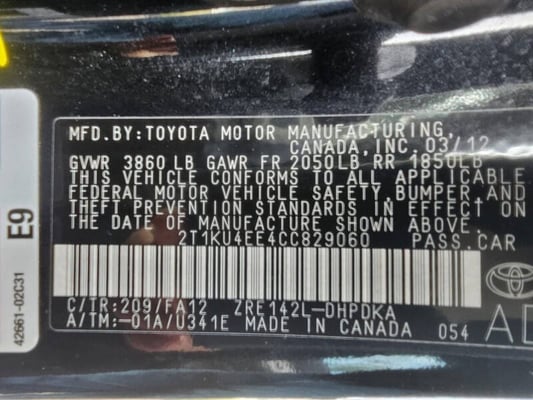 MFD.BY:TOYOTA MOTOR MANUFACTURING,
CANADA, INC. 03/12
GVWR 3860 LB GAWR FR 2050LB RR 1850LB
THIS VEHICLE CONFORMS TO ALL APPLICABLE
FEDERAL MOTOR VEHICLE SAFETY, BUMPER, AND
THEFT PREVENTION STANDARDS IN EFFECT ON
THE DATE OF MANUFACTURE SHOWN ABOVE.
2T1KU4EE4CC829060 PASS.CAR
C/TR:209/FA12 ZRE142L-DHPDKA
A/TM:-01A/U341E MADE IN CANADA 054
E9
42661-02C31